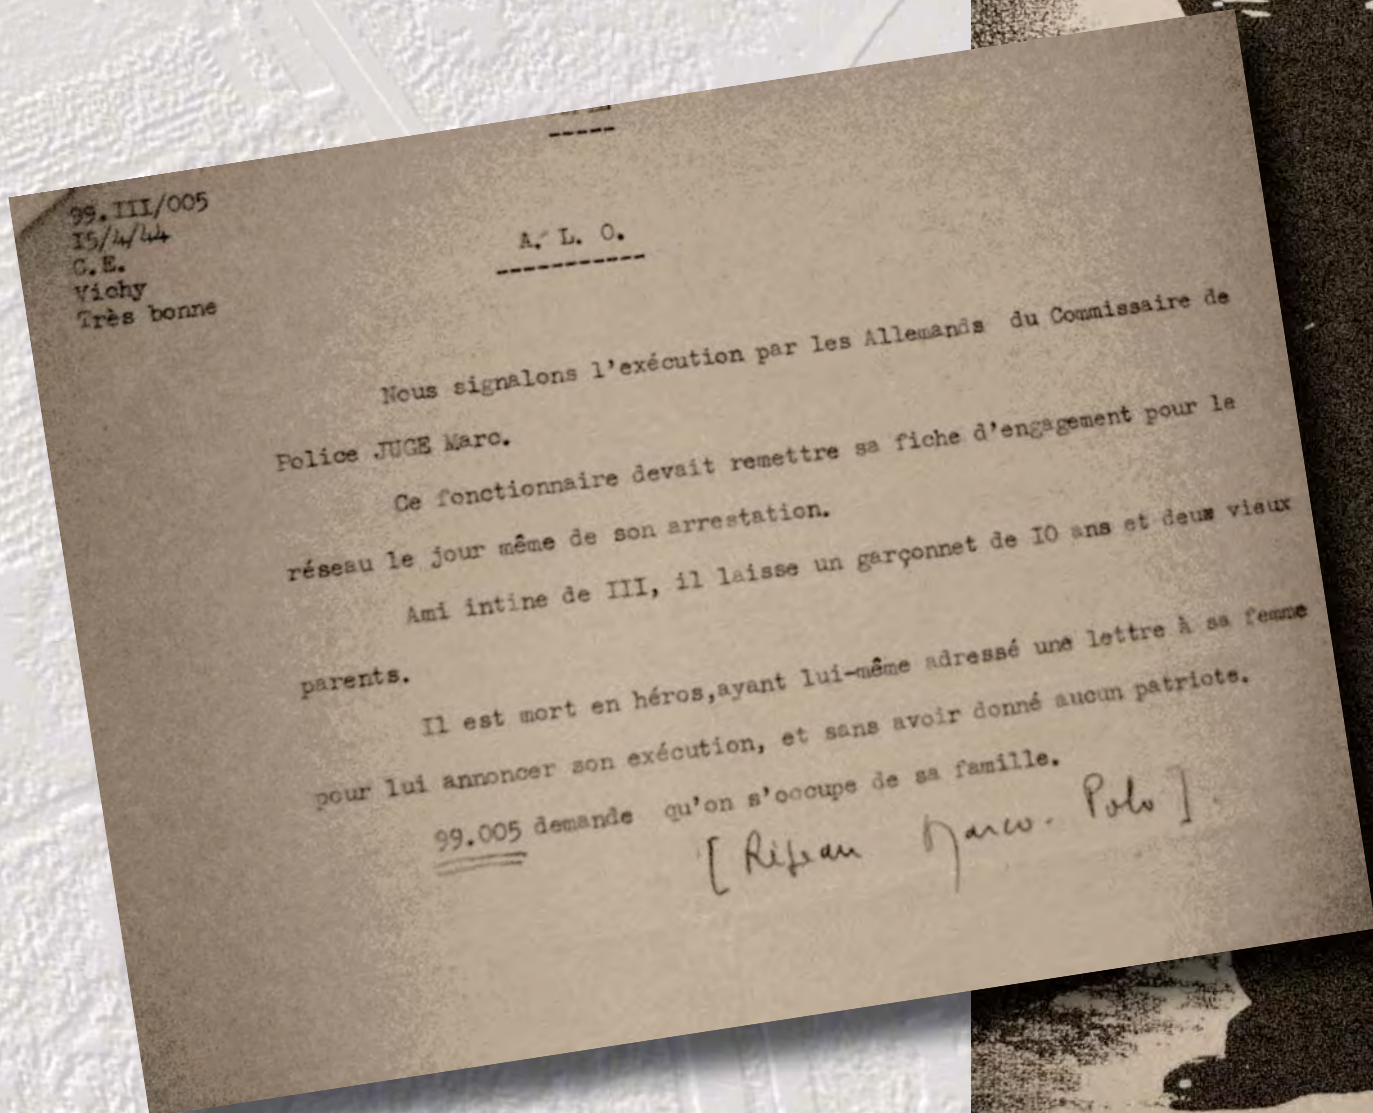 99.III/005
I5/4/44
C.E.
Vichy
Très bonne
A. L. O.
Nous signalons l'exécution par les Allemands du Commissaire de
Police JUGE Marc.
Ce fonctionnaire devait remettre sa fiche d'engagement pour le
réseau le jour même de son arrestation.
Ami intine de III, il laisse un garçonnet de IO ans et deux vieux
parents.
Il est mort en héros,ayant lui-même adressé une lettre à sa femme
pour lui annoncer son exécution, et sans avoir donné aucun patriote.
99.005 demande qu'on s'occupe de sa famille.
[Réseau Marco-Polo]